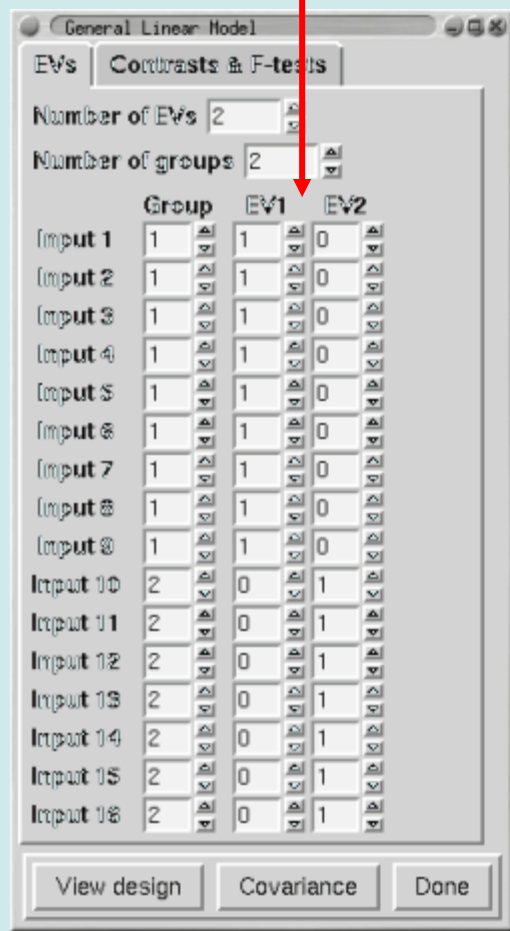 General Linear Model
EVs Contrasts & F-tests
Number of EVs 2
Number of groups 2
Group EV1 EV2
Input 1 1 1 0
Input 2 1 1 0
Input 3 1 1 0
Input 4 1 1 0
Input 5 1 1 0
Input 6 1 1 0
Input 7 1 1 0
Input 8 1 1 0
Input 9 1 1 0
Input 10 2 0 1
Input 11 2 0 1
Input 12 2 0 1
Input 13 2 0 1
Input 14 2 0 1
Input 15 2 0 1
Input 16 2 0 1
View design Covariance Done